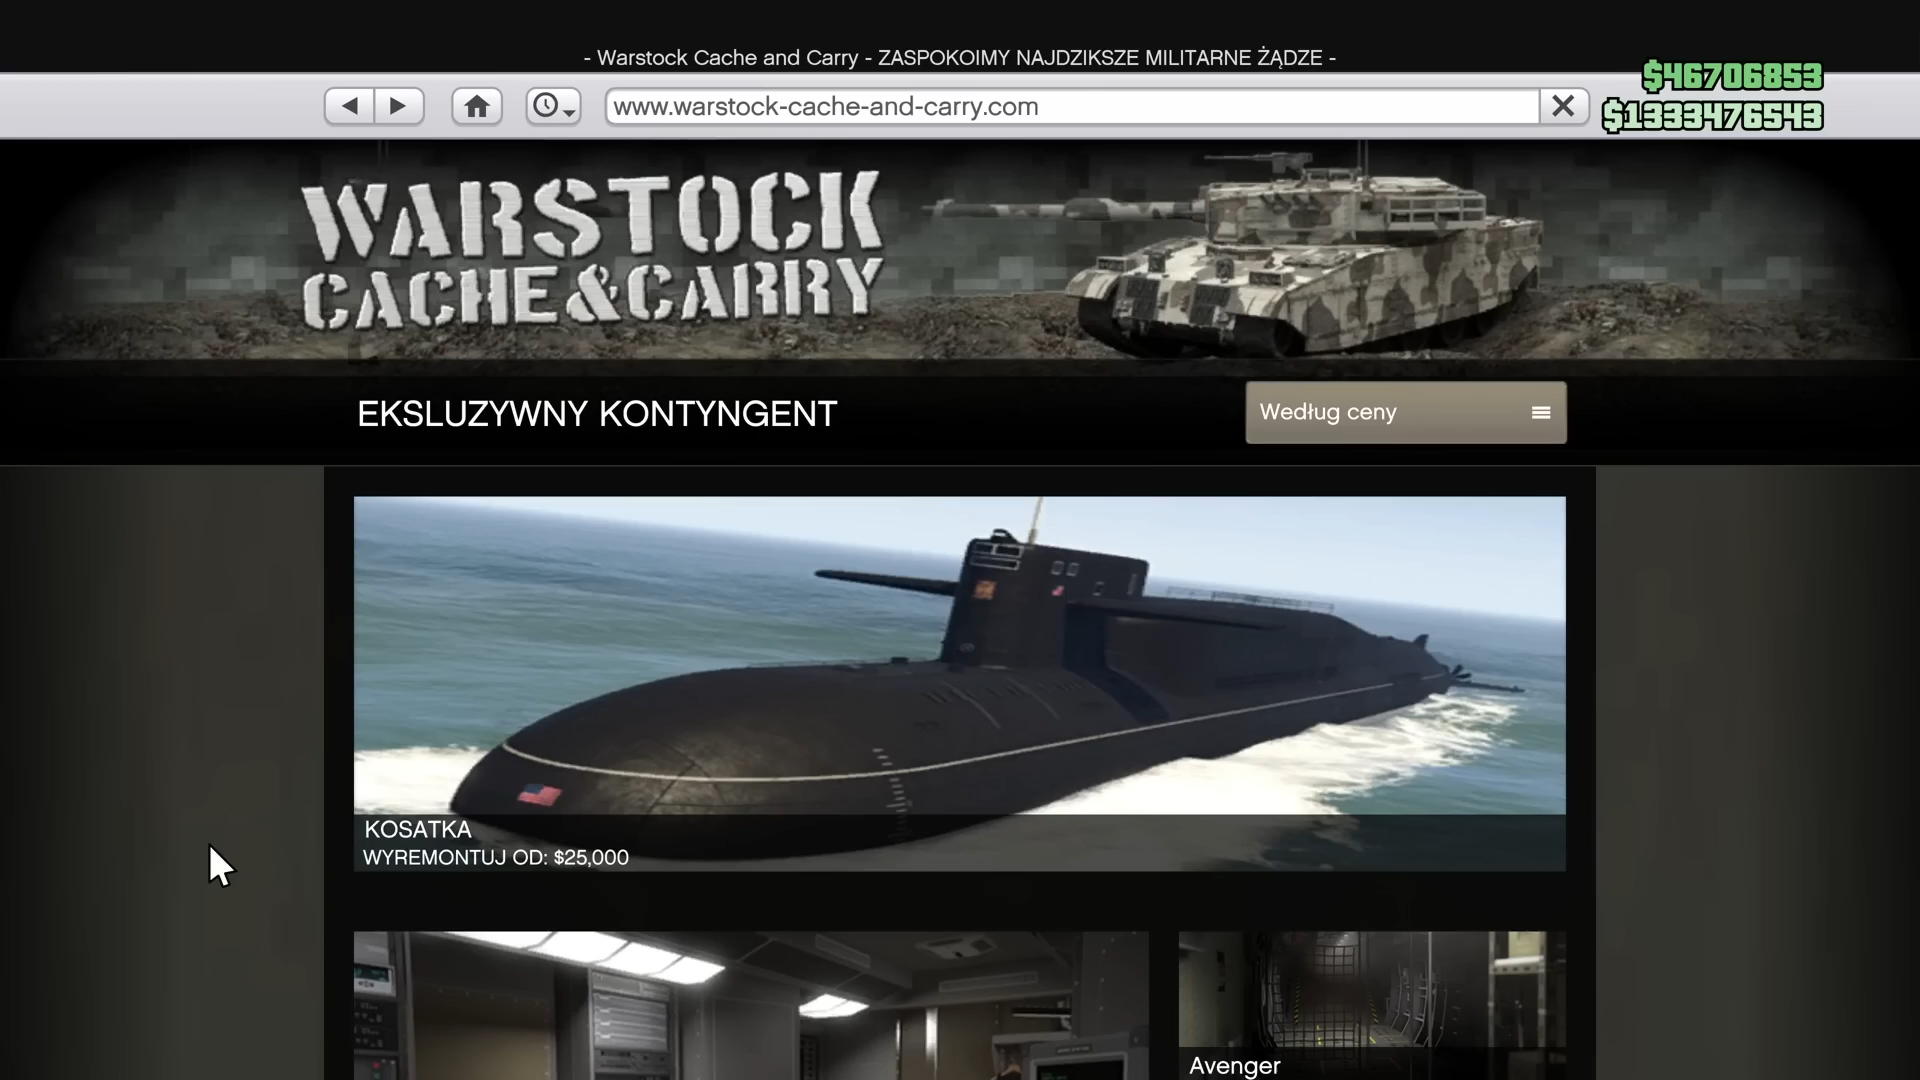 - Warstock Cache and Carry - ZASPOKOIMY NAJDZIKSZE MILITARNE ŻĄDZE -
$46706853
www.warstock-cache-and-carry.com
$1333476543
WARSTOCK
CACHE&CARRY
EKSLUZYWNY KONTYNGENT
Według ceny
KOSATKA
WYREMONTUJ OD: $25,000
Avenger